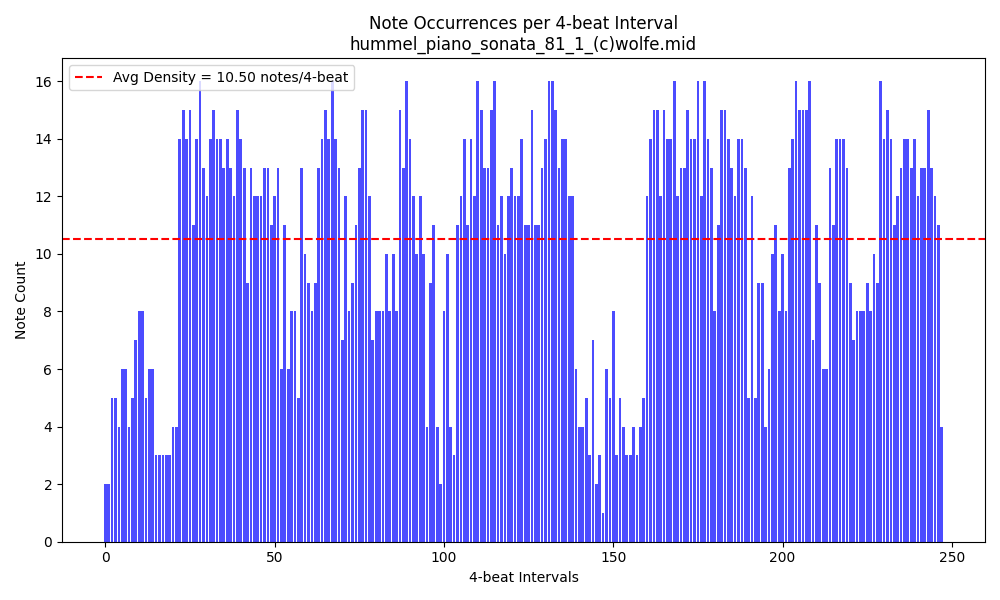 Note Occurrences per 4-beat Interval
hummel_piano_sonata_81_1_(c)wolfe.mid
Avg Density = 10.50 notes/4-beat
Note Count
16
14
12
10
8
6
4
2
0
0 50 100 150 200 250
4-beat Intervals